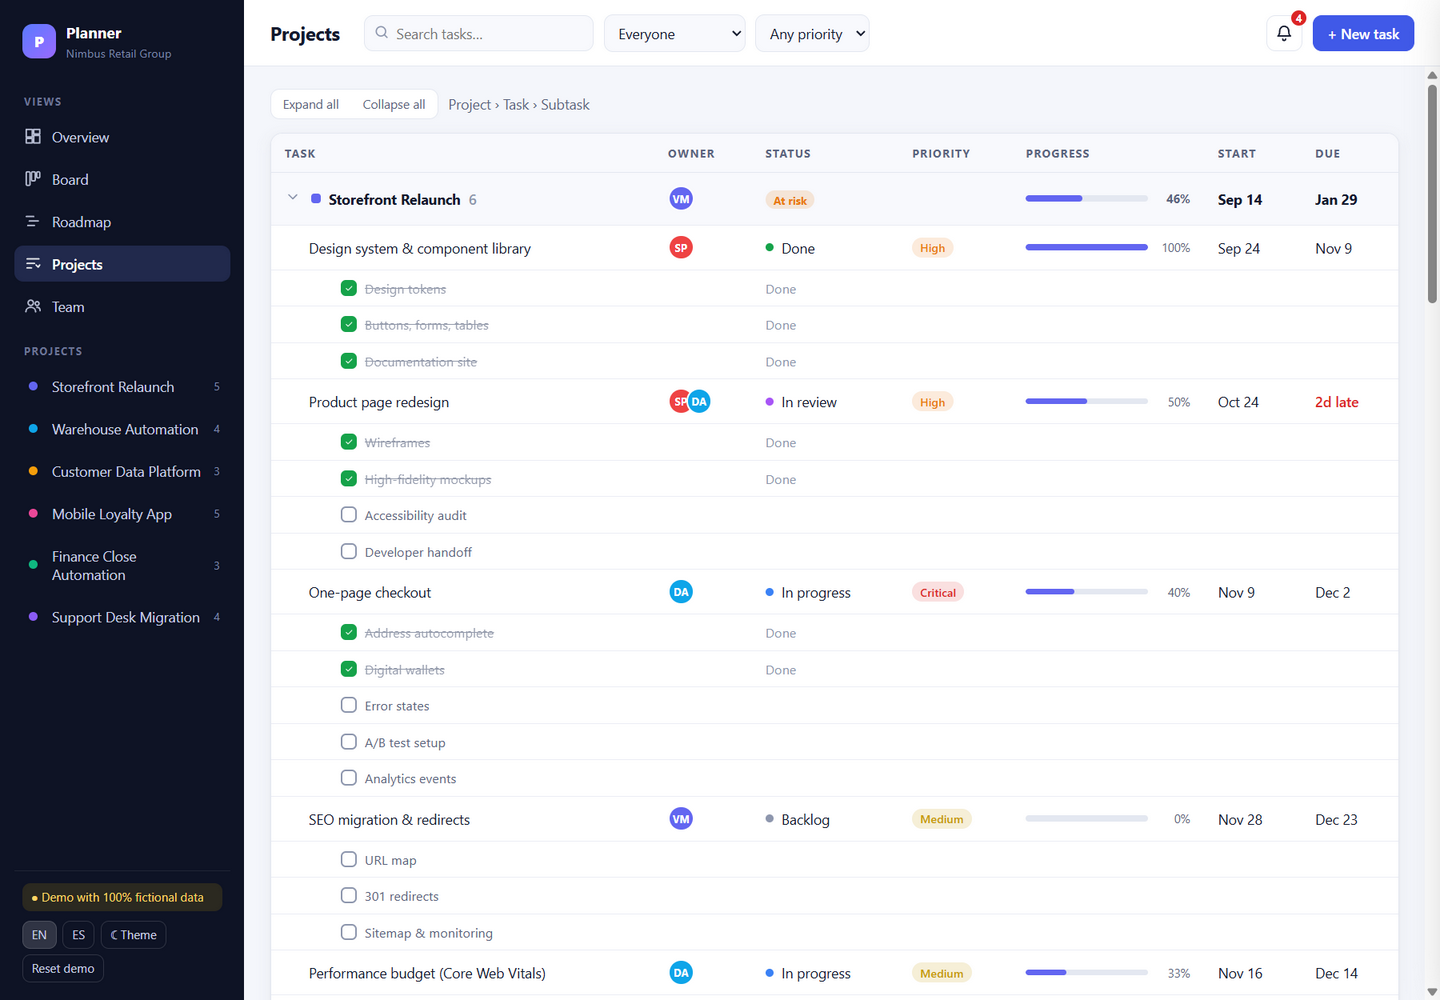 P
Planner
Nimbus Retail Group
VIEWS
Overview
Board
Roadmap
Projects
Team
PROJECTS
Storefront Relaunch 5
Warehouse Automation 4
Customer Data Platform 3
Mobile Loyalty App 5
Finance Close Automation 3
Support Desk Migration 4
Demo with 100% fictional data
EN ES Theme
Reset demo
Projects Search tasks... Everyone Any priority 4 + New task
Expand all Collapse all Project › Task › Subtask
TASK OWNER STATUS PRIORITY PROGRESS START DUE
Storefront Relaunch 6 VM At risk 46% Sep 14 Jan 29
Design system & component library SP Done High 100% Sep 24 Nov 9
Design tokens Done
Buttons, forms, tables Done
Documentation site Done
Product page redesign SP DA In review High 50% Oct 24 2d late
Wireframes Done
High-fidelity mockups Done
Accessibility audit
Developer handoff
One-page checkout DA In progress Critical 40% Nov 9 Dec 2
Address autocomplete Done
Digital wallets Done
Error states
A/B test setup
Analytics events
SEO migration & redirects VM Backlog Medium 0% Nov 28 Dec 23
URL map
301 redirects
Sitemap & monitoring
Performance budget (Core Web Vitals) DA In progress Medium 33% Nov 16 Dec 14